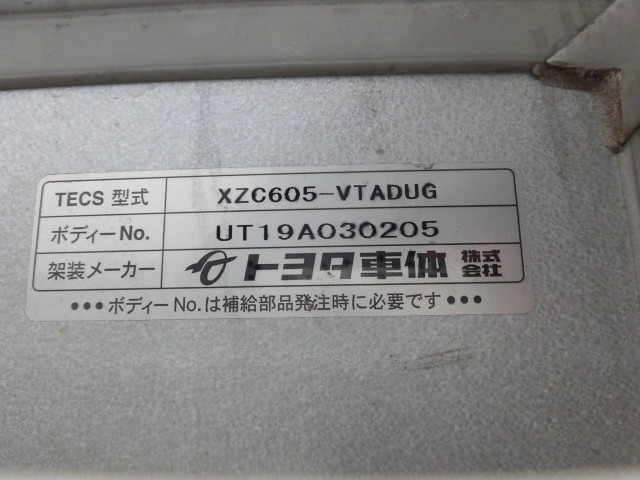 TECS 型式 XZC605-VTADUG
ボディーNo. UT19A030205
架装メーカー トヨタ車体 株式会社
•••ボディーNo.は補給部品発注時に必要です•••